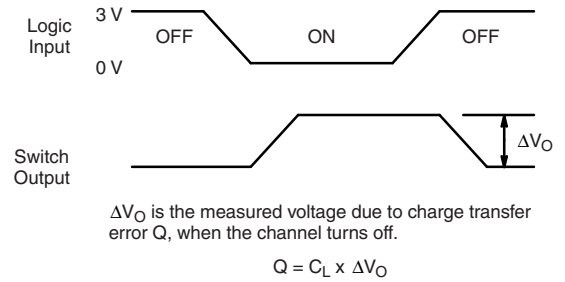 3 V
Logic
Input
OFF
ON
OFF
0 V
Switch
Output
ΔVO
ΔVO is the measured voltage due to charge transfer
error Q, when the channel turns off.
Q = CL x ΔVO